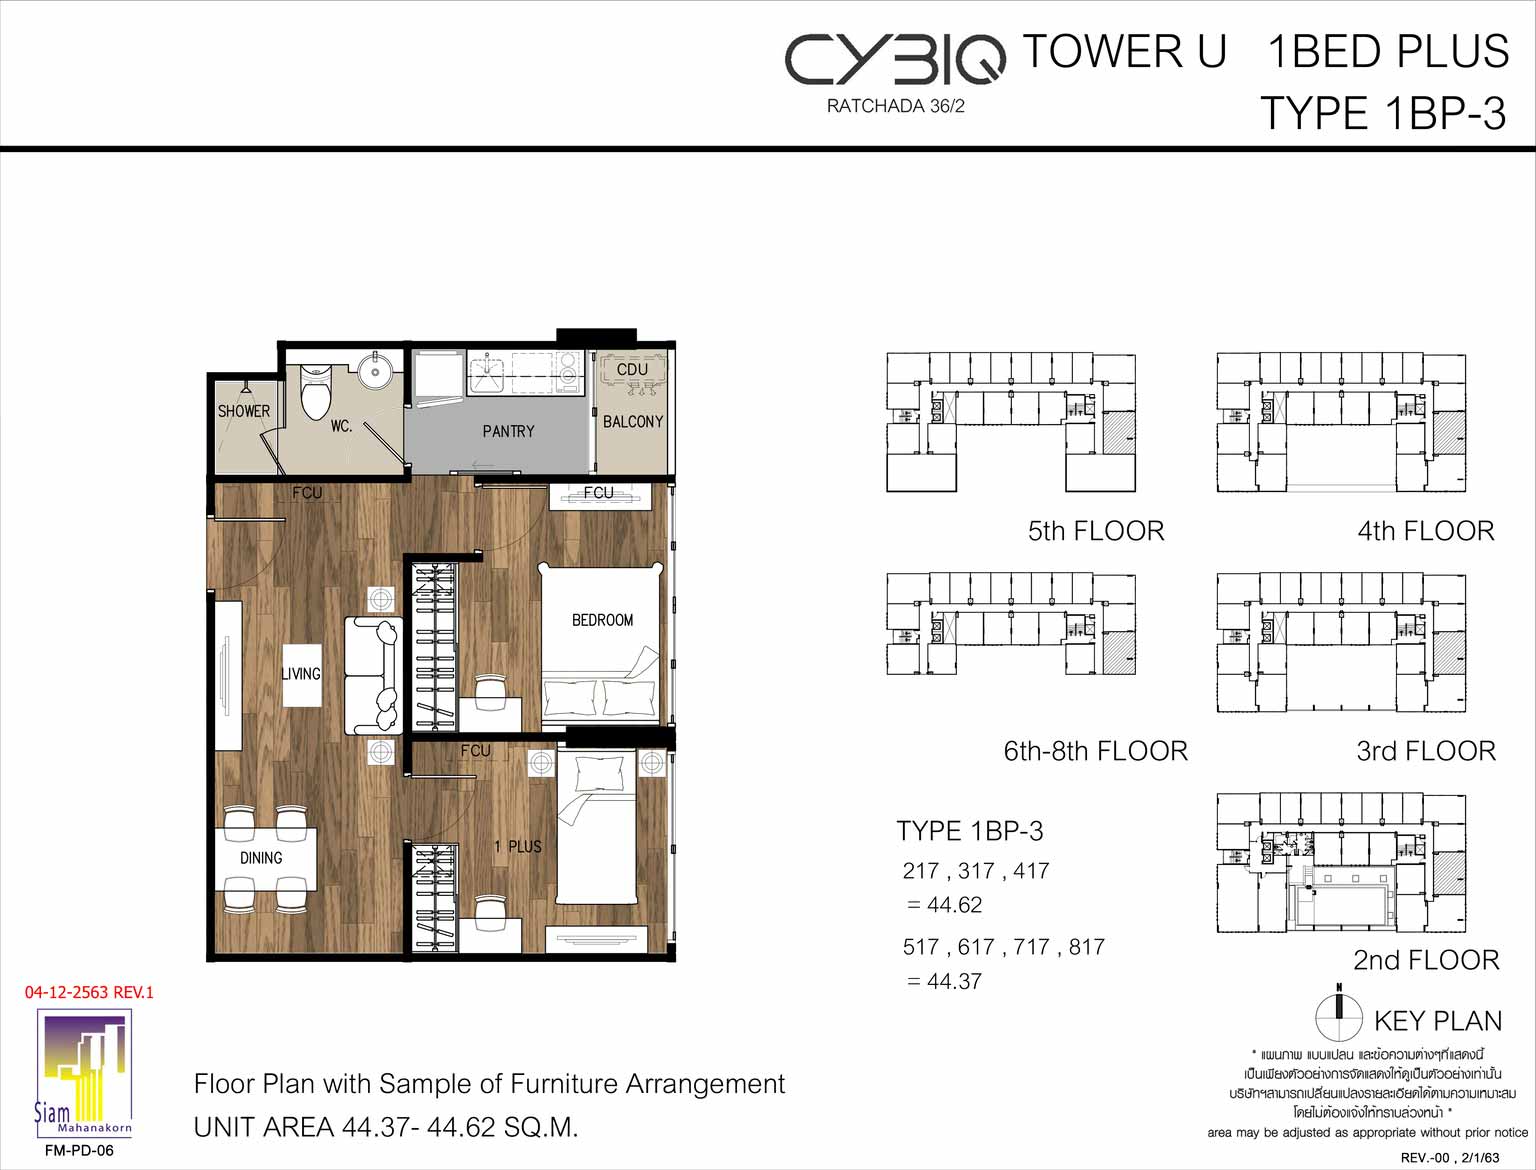 CYBIQ TOWER U 1BED PLUS
RATCHADA 36/2
TYPE 1BP-3
SHOWER
WC.
PANTRY
CDU
BALCONY
FCU
FCU
BEDROOM
LIVING
FCU
1 PLUS
DINING
5th FLOOR
4th FLOOR
6th-8th FLOOR
3rd FLOOR
2nd FLOOR
TYPE 1BP-3
217 , 317 , 417
= 44.62
517 , 617 , 717 , 817
= 44.37
N
KEY PLAN
* แผนภาพ แบบแปลน และข้อความต่างๆที่แสดงนี้
เป็นเพียงตัวอย่างการจัดแสดงให้ดูเป็นตัวอย่างเท่านั้น
บริษัทฯสามารถเปลี่ยนแปลงรายละเอียดได้ตามความเหมาะสม
โดยไม่ต้องแจ้งให้ทราบล่วงหน้า *
area may be adjusted as appropriate without prior notice
REV.-00 , 2/1/63
04-12-2563 REV.1
Siam
Mahanakorn
FM-PD-06
Floor Plan with Sample of Furniture Arrangement
UNIT AREA 44.37- 44.62 SQ.M.